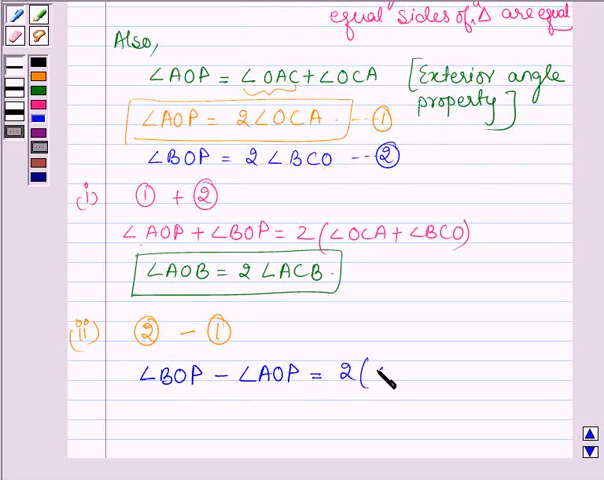 equal sides of Δ are equal
Also,
∠AOP = ∠OAC + ∠OCA [Exterior angle property]
∠AOP = 2∠OCA --- ①
∠BOP = 2 ∠BCO --- ②
(i) ① + ②
∠AOP + ∠BOP = 2 (∠OCA + ∠BCO)
∠AOB = 2 ∠ACB.
(ii) ② - ①
∠BOP - ∠AOP = 2 (